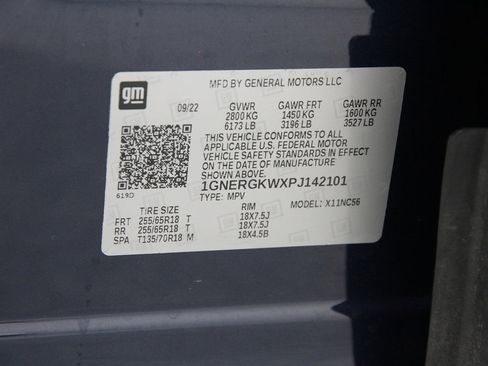 gm
MFD BY GENERAL MOTORS LLC
09/22 GVWR GAWR FRT GAWR RR
2800 KG 1450 KG 1600 KG
6173 LB 3196 LB 3527 LB
THIS VEHICLE CONFORMS TO ALL
APPLICABLE U.S. FEDERAL MOTOR
VEHICLE SAFETY STANDARDS IN EFFECT
ON THE DATE OF MANUFACTURE
SHOWN ABOVE.
1GNERGKWXPJ142101
619D TYPE: MPV MODEL: X11NC56
TIRE SIZE RIM
FRT 255/65R18 T 18X7.5J
RR 255/65R18 T 18X7.5J
SPA T135/70R18 M 18X4.5B